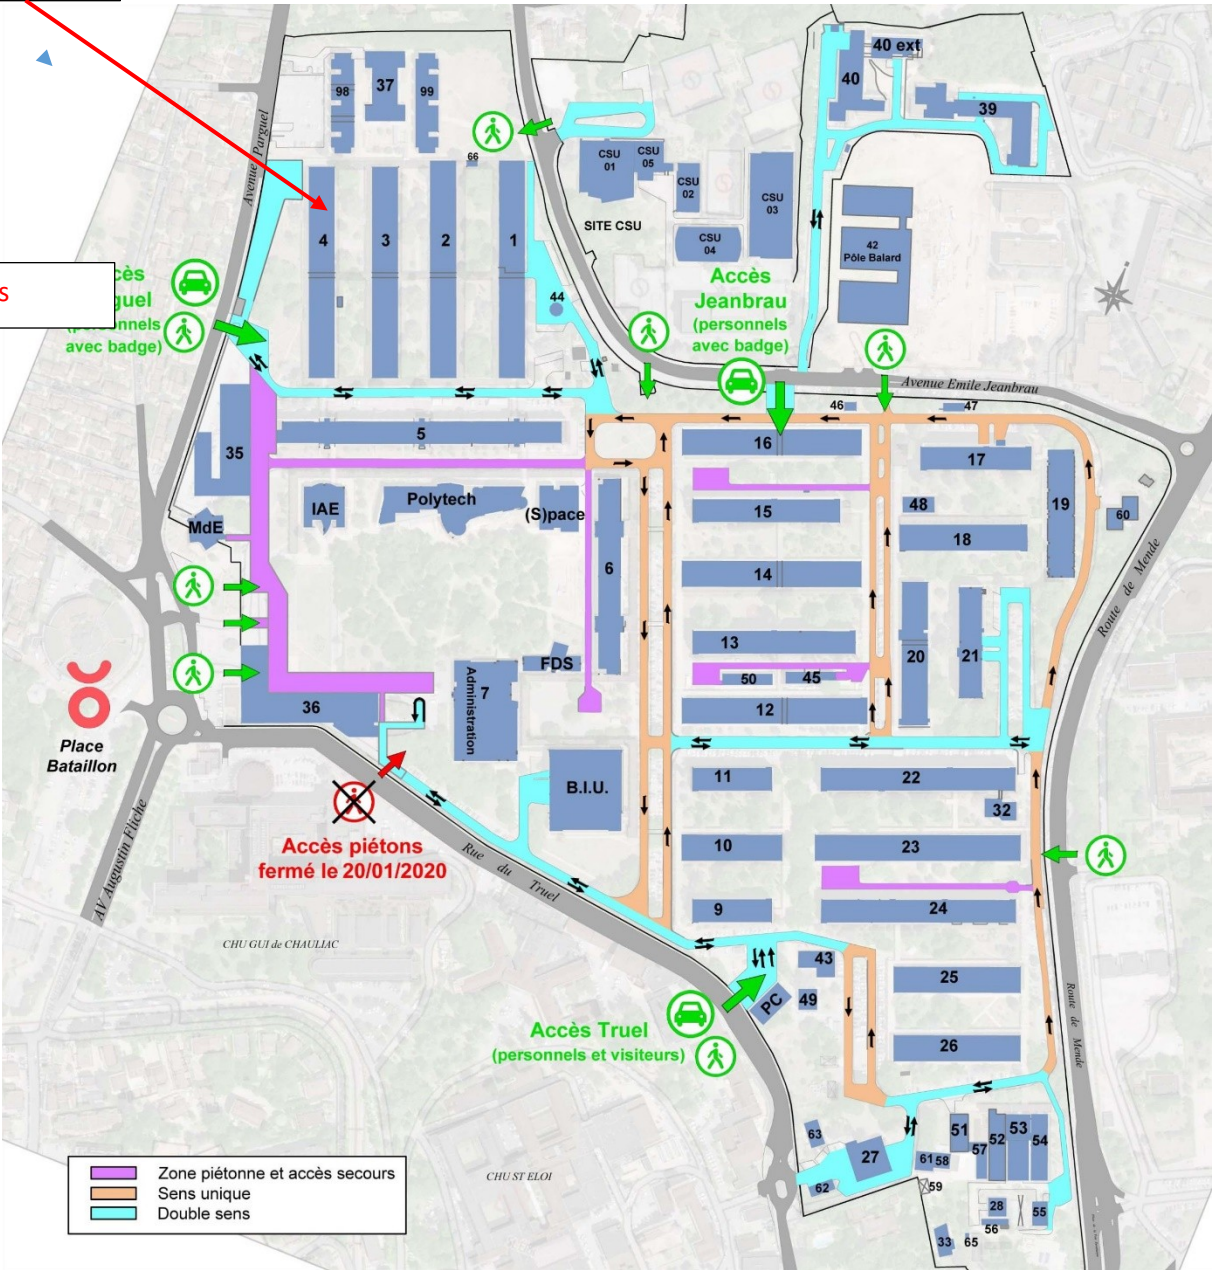 40 ext
40
98
37
99
39
Avenue Parguel
66
CSU
01
CSU
05
CSU
02
CSU
03
SITE CSU
CSU
04
4
3
2
1
42
Pôle Balard
s
cès
guel
(personnels
avec badge)
44
Accès
Jeanbrau
(personnels
avec badge)
Avenue Emile Jeanbrau
46
47
5
16
35
17
19
IAE
Polytech
(S)pace
15
48
60
MdE
18
6
14
Route de Mende
13
20
21
FDS
50
45
7
Administration
36
12
Place
Bataillon
11
22
B.I.U.
32
Accès piétons
fermé le 20/01/2020
10
23
AV Augustin Fliche
Rue du Truel
9
24
CHU GUI de CHAULIAC
43
25
PC
49
Route de Mende
Accès Truel
(personnels et visiteurs)
26
63
51
52
53
54
57
27
61
58
59
62
CHU ST ELOI
28
55
56
33
65
Zone piétonne et accès secours
Sens unique
Double sens